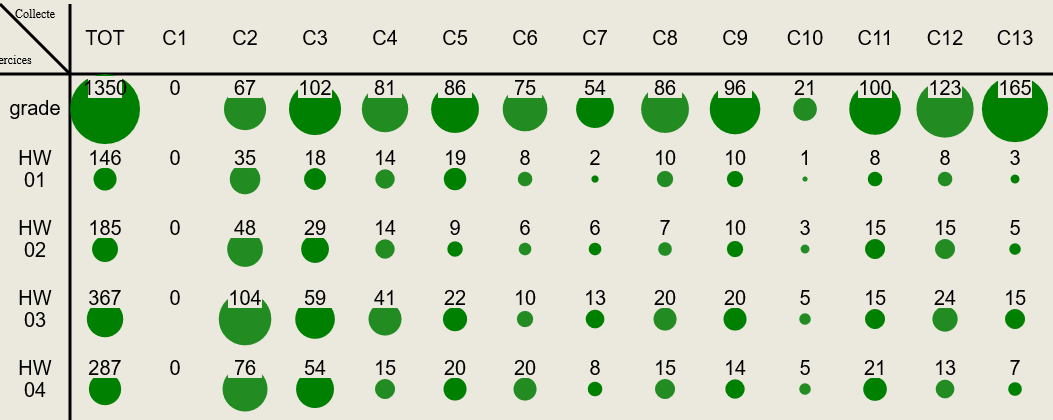 Collecte
ercices
TOT C1 C2 C3 C4 C5 C6 C7 C8 C9 C10 C11 C12 C13
grade 1350 0 67 102 81 86 75 54 86 96 21 100 123 165
HW 01 146 0 35 18 14 19 8 2 10 10 1 8 8 3
HW 02 185 0 48 29 14 9 6 6 7 10 3 15 15 5
HW 03 367 0 104 59 41 22 10 13 20 20 5 15 24 15
HW 04 287 0 76 54 15 20 20 8 15 14 5 21 13 7